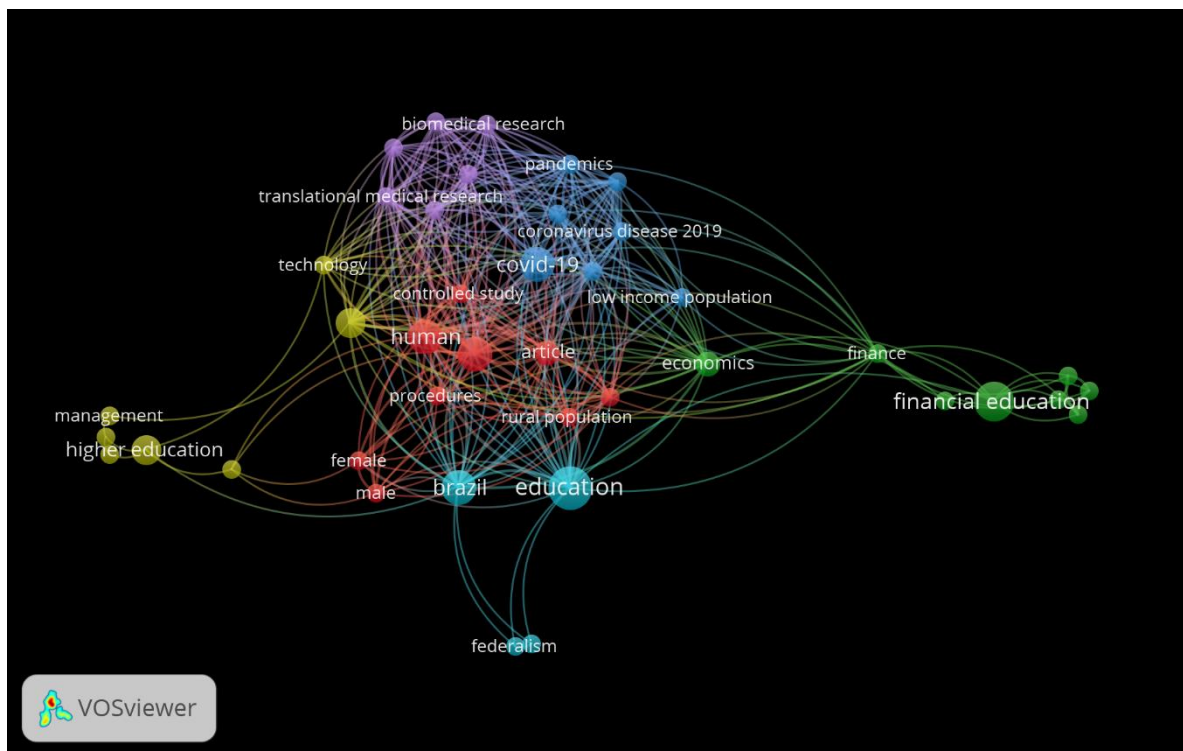 biomedical research
pandemics
translational medical research
coronavirus disease 2019
technology
covid-19
controlled study
low income population
human
article
economics
finance
procedures
financial education
rural population
management
higher education
female
male
brazil
education
federalism
VOSviewer